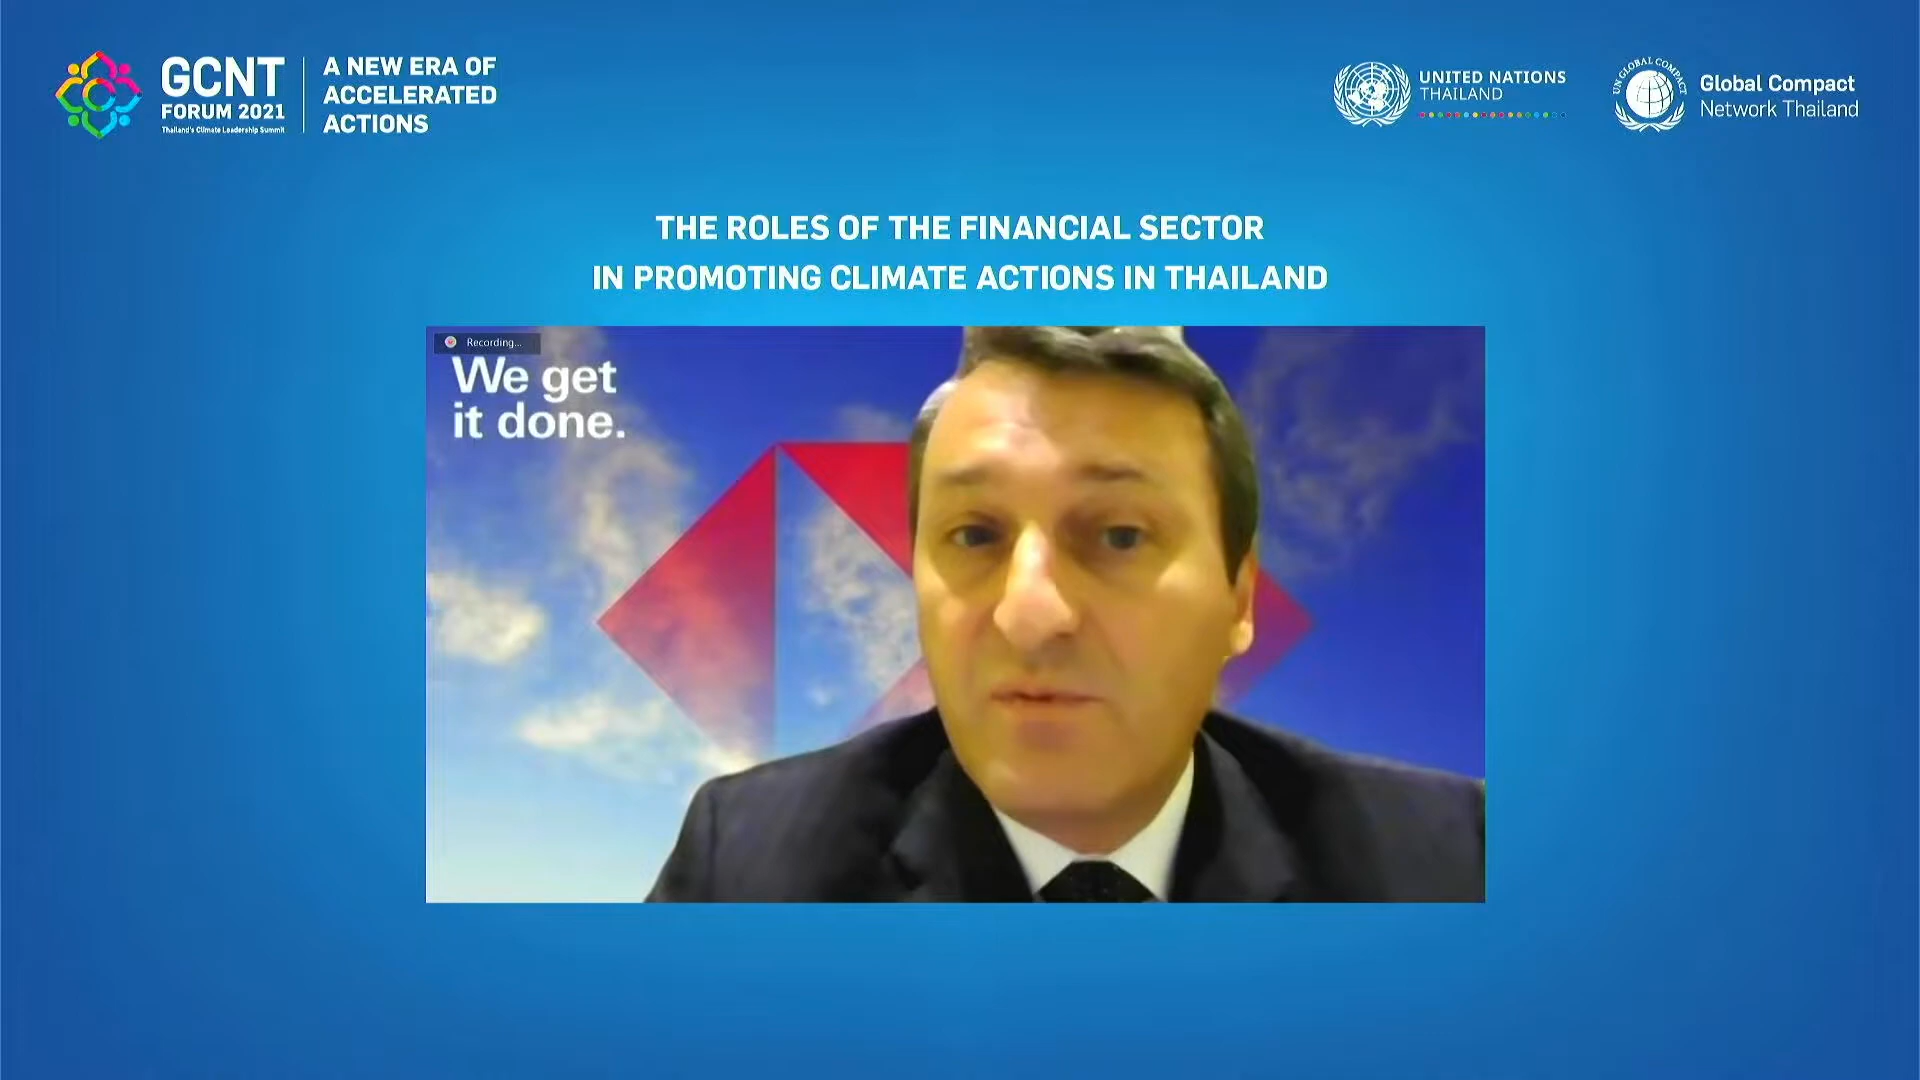 GCNT
FORUM 2021
Thailand's Climate Leadership Summit
A NEW ERA OF
ACCELERATED
ACTIONS
UNITED NATIONS
THAILAND
UN GLOBAL COMPACT
Global Compact
Network Thailand
THE ROLES OF THE FINANCIAL SECTOR
IN PROMOTING CLIMATE ACTIONS IN THAILAND
Recording...
We get
it done.